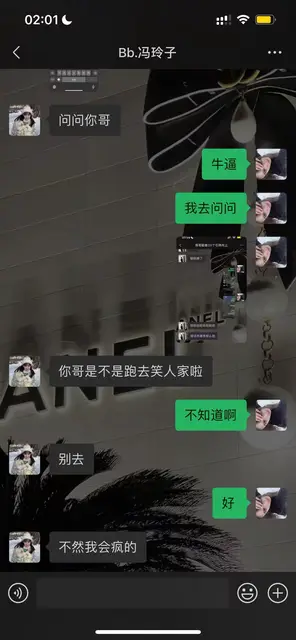 02:01
Bb.冯玲子
问问你哥
牛逼
我去问问
你哥是不是跑去笑人家啦
不知道啊
别去
好
不然我会疯的